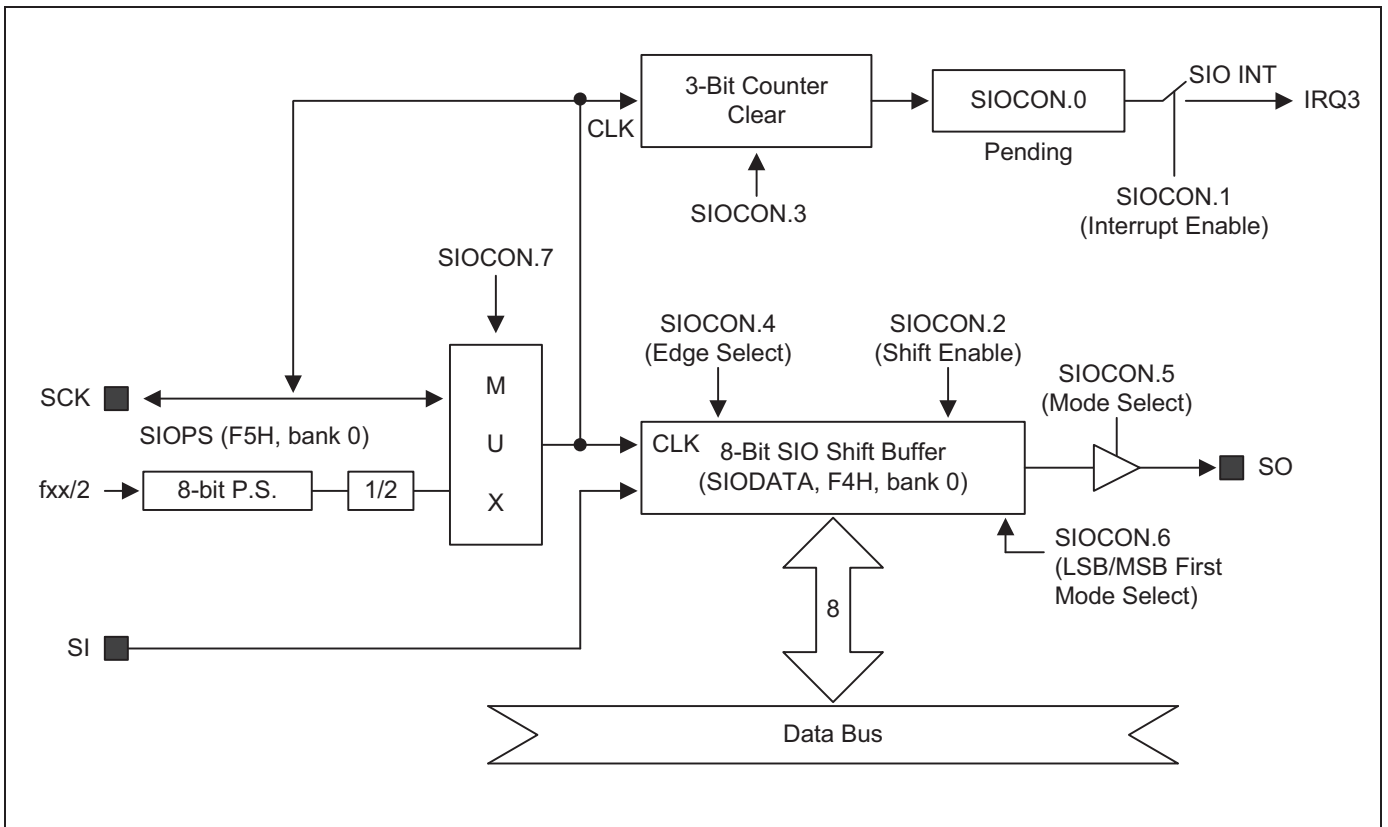 3-Bit Counter
Clear
CLK
SIOCON.0
Pending
SIO INT
IRQ3
SIOCON.3
SIOCON.1
(Interrupt Enable)
SIOCON.7
SIOCON.4
(Edge Select)
SIOCON.2
(Shift Enable)
SIOCON.5
(Mode Select)
SCK
SIOPS (F5H, bank 0)
fxx/2
8-bit P.S.
1/2
M
U
X
CLK
8-Bit SIO Shift Buffer
(SIODATA, F4H, bank 0)
SO
SIOCON.6
(LSB/MSB First
Mode Select)
8
SI
Data Bus